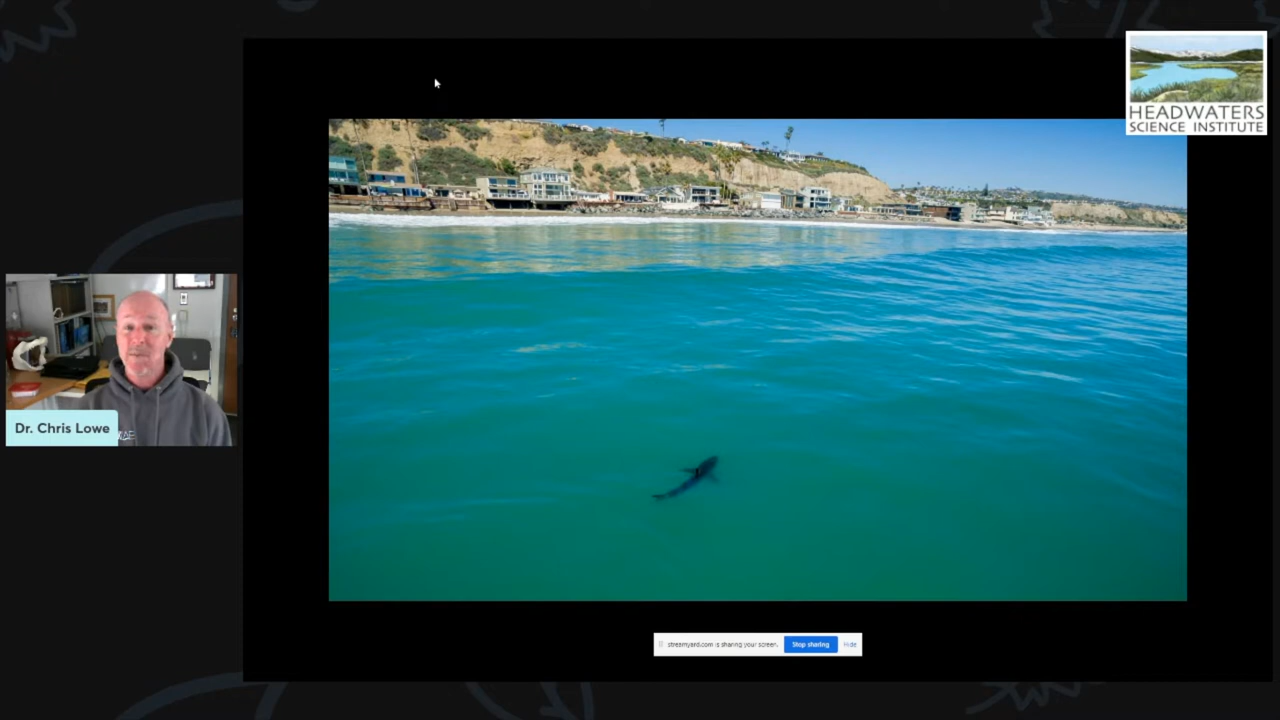 HEADWATERS
SCIENCE INSTITUTE
Dr. Chris Lowe
streamyard.com is sharing your screen.
Stop sharing
Hide